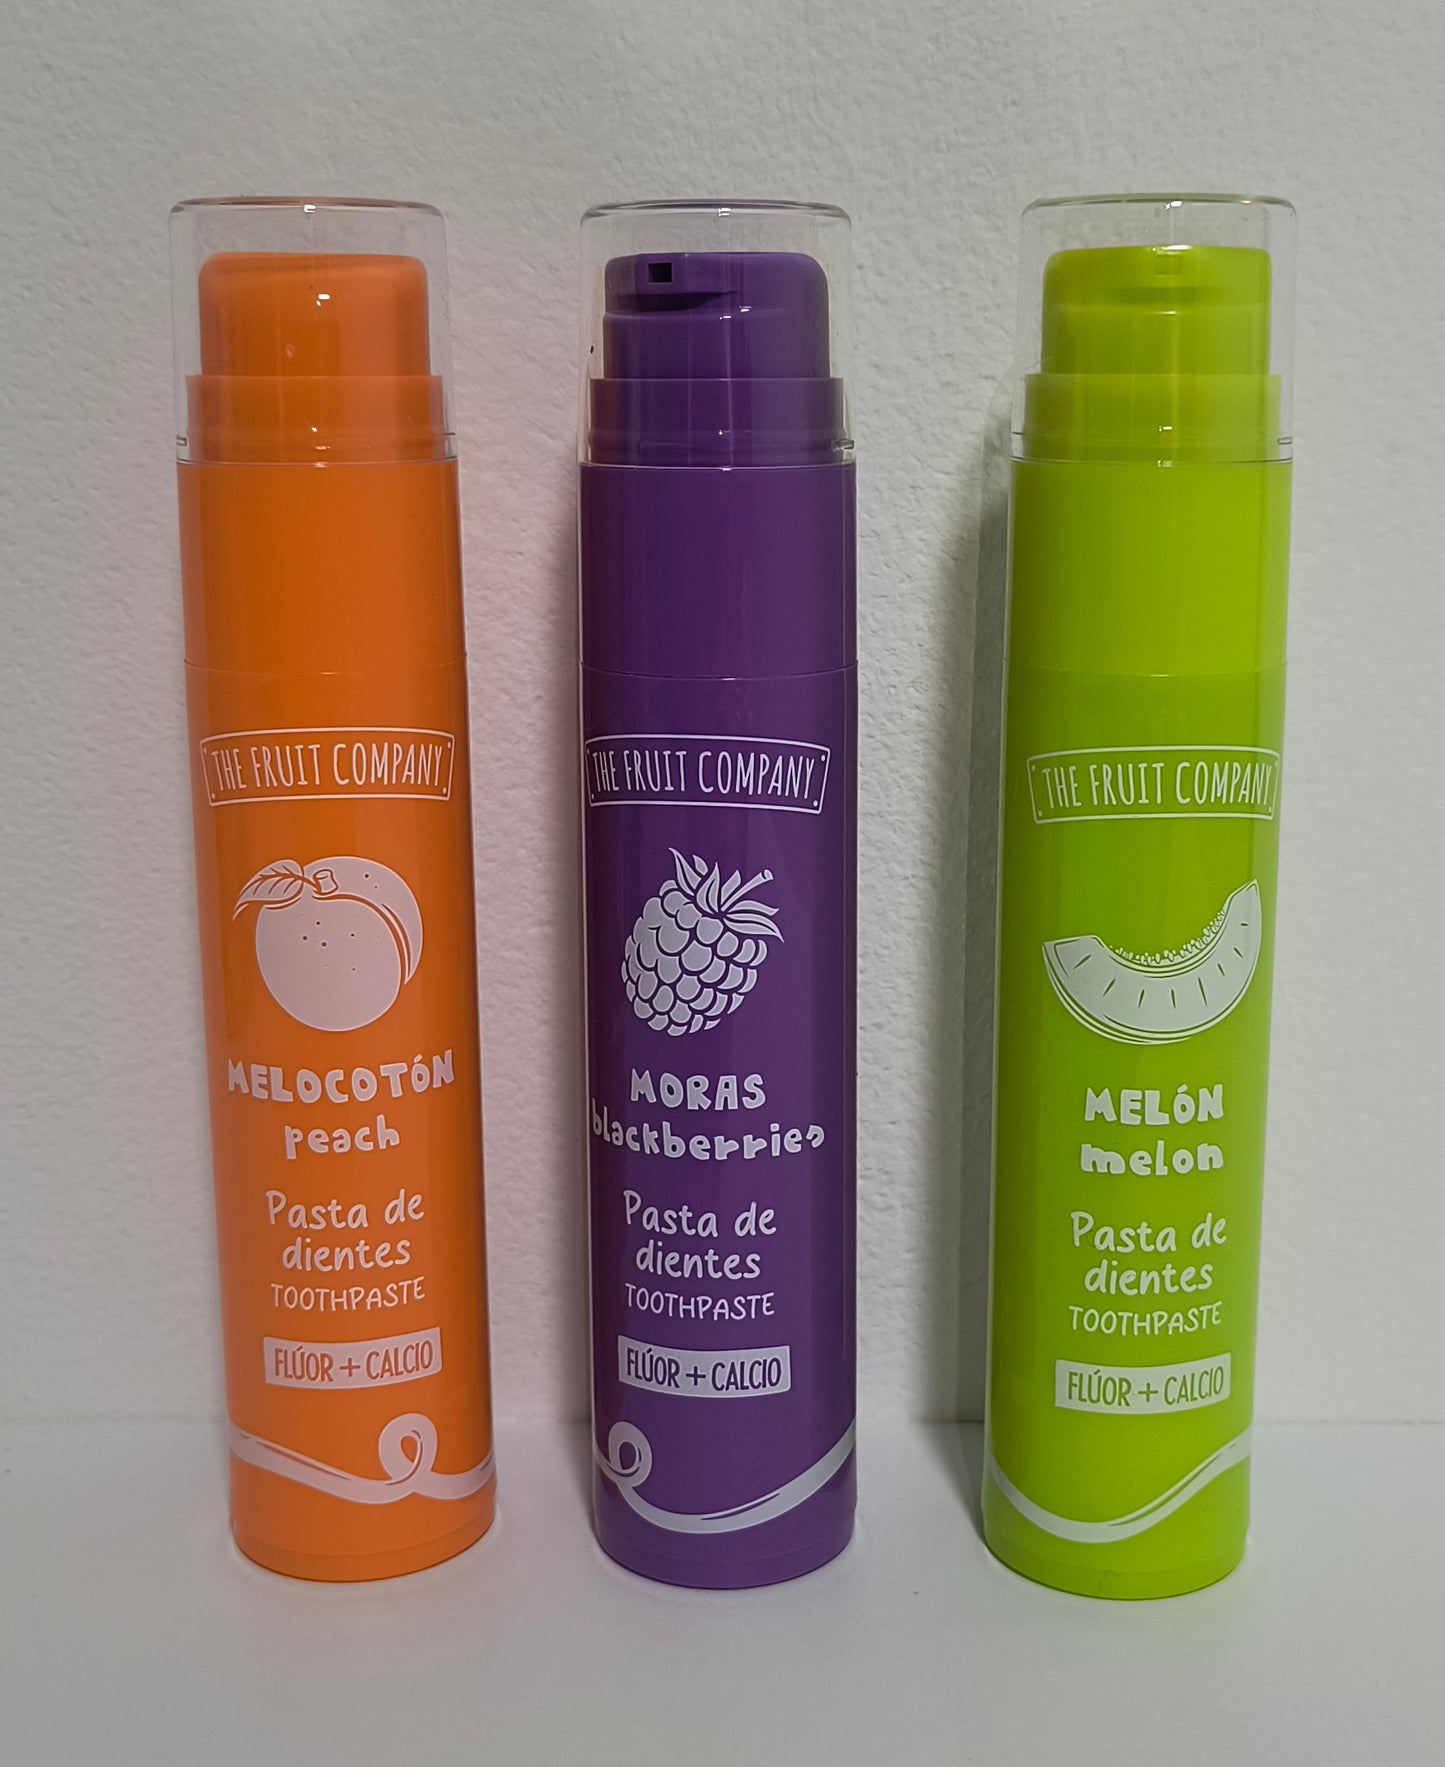 THE FRUIT COMPANY
MELOCOTÓN
peach
Pasta de
dientes
TOOTHPASTE
FLÚOR + CALCIO
THE FRUIT COMPANY
MORAS
blackberries
Pasta de
dientes
TOOTHPASTE
FLÚOR + CALCIO
THE FRUIT COMPANY
MELÓN
melon
Pasta de
dientes
TOOTHPASTE
FLÚOR + CALCIO